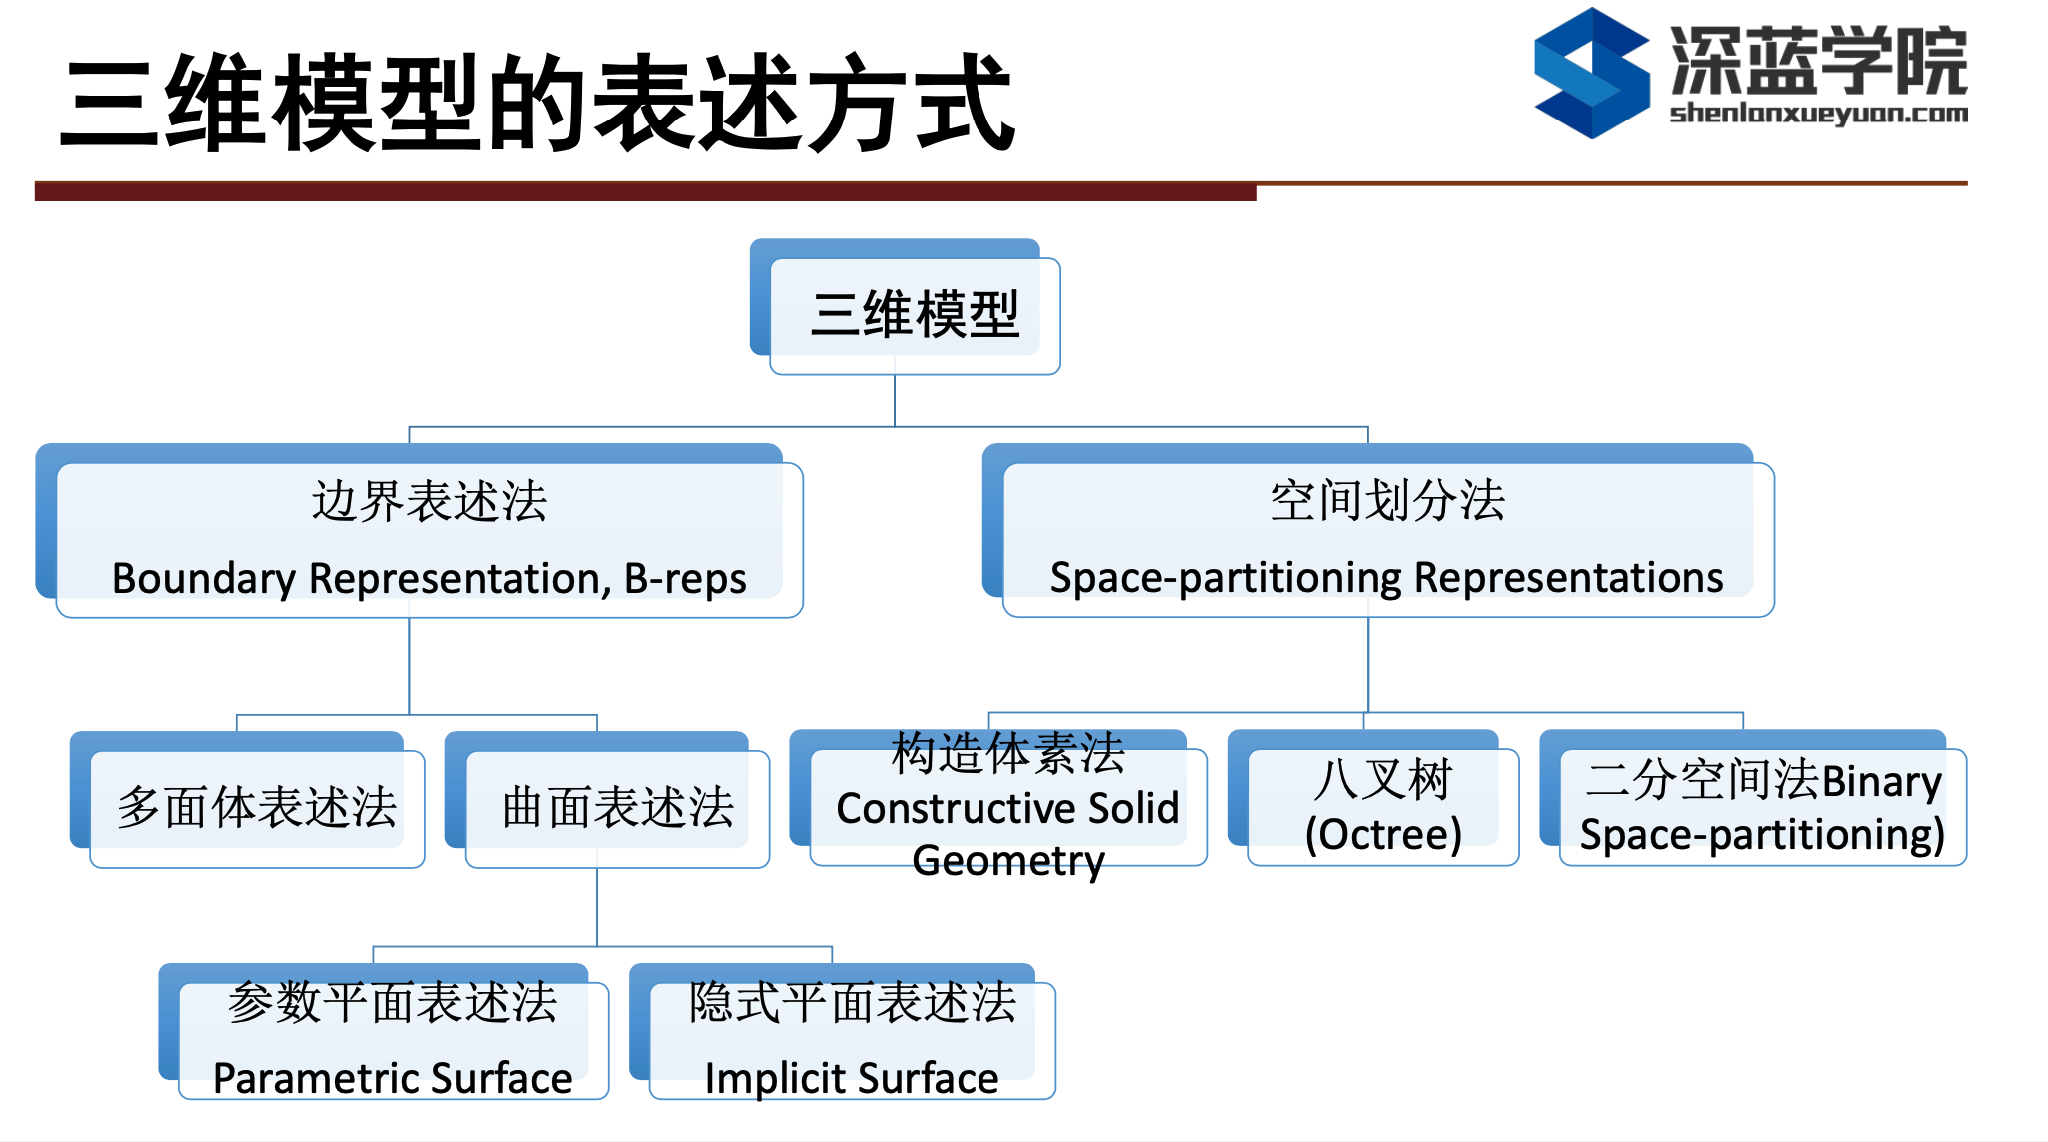 三维模型的表述方式
深蓝学院
shenlanxueyuan.com
三维模型
边界表述法
Boundary Representation, B-reps
空间划分法
Space-partitioning Representations
多面体表述法
曲面表述法
构造体素法
Constructive Solid
Geometry
八叉树
(Octree)
二分空间法Binary
Space-partitioning)
参数平面表述法
Parametric Surface
隐式平面表述法
Implicit Surface